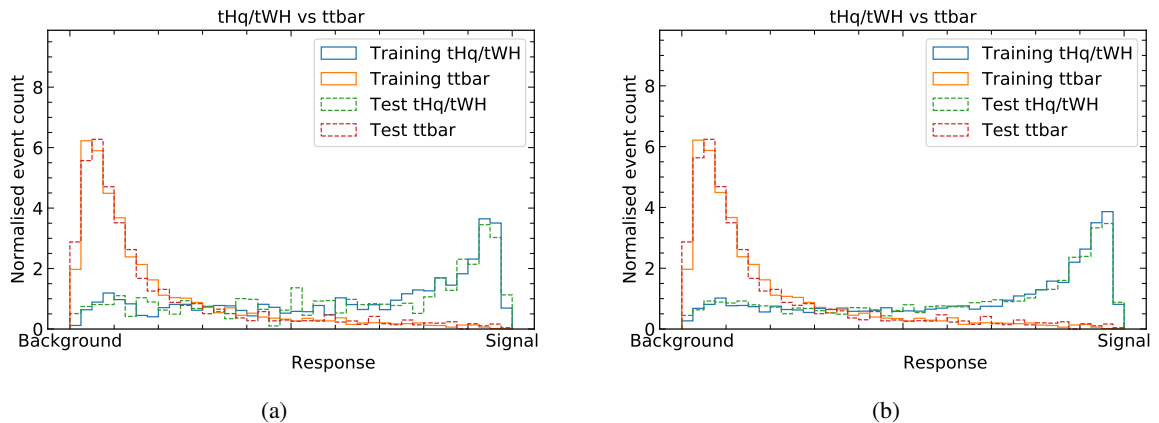 tHq/tWH vs ttbar
Normalised event count
8
6
4
2
0
Training tHq/tWH
Training ttbar
Test tHq/tWH
Test ttbar
Background
Signal
Response
(a)
tHq/tWH vs ttbar
Normalised event count
8
6
4
2
0
Training tHq/tWH
Training ttbar
Test tHq/tWH
Test ttbar
Background
Signal
Response
(b)